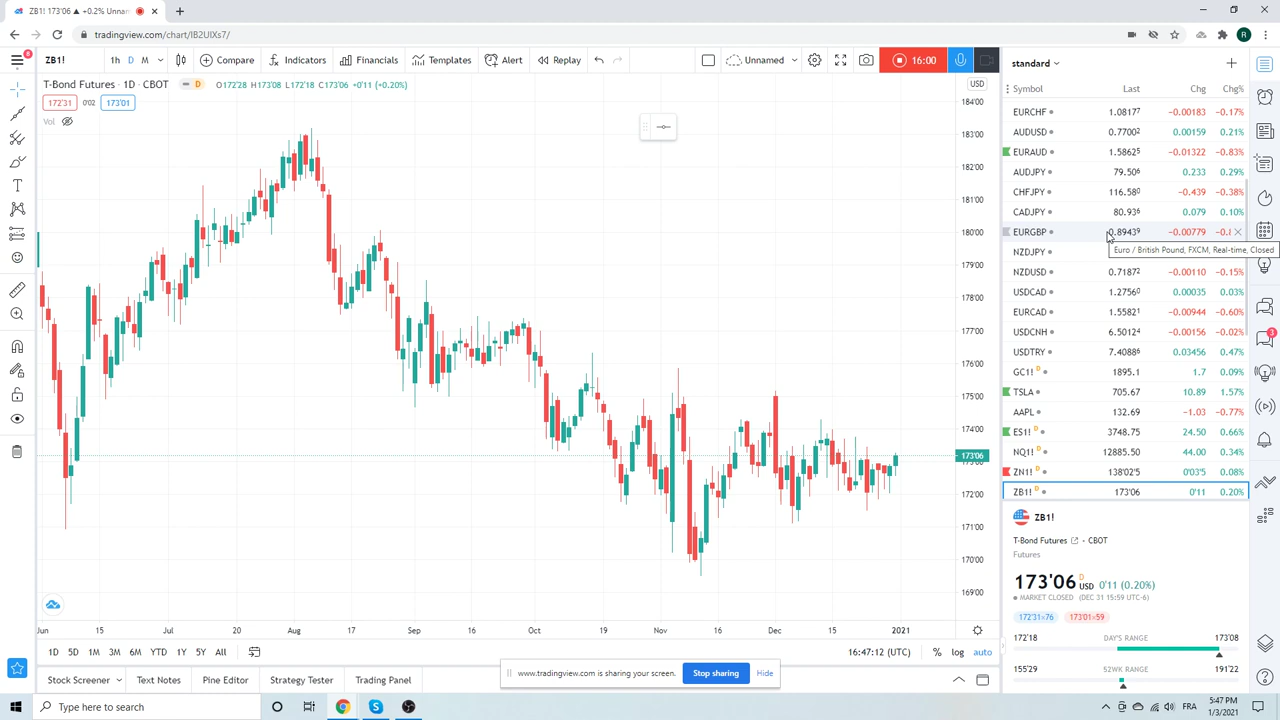 ZB1! 173'06 ▲ +0.2% Unnar
tradingview.com/chart/IB2UIXs7/
R
8
ZB1!
1h D M
Compare
Indicators
Financials
Templates
Alert
Replay
Unnamed
16:00
standard
T-Bond Futures · 1D · CBOT
D
O172'28 H173'08 L172'18 C173'06 +0'11 (+0.20%)
172'31 0'02 173'01
Vol
USD
184'00
183'00
182'00
181'00
180'00
179'00
178'00
177'00
176'00
175'00
174'00
173'06
173'00
172'00
171'00
170'00
169'00
Jun 15 Jul 20 Aug 17 Sep 16 Oct 19 Nov 16 Dec 15 2021
Symbol Last Chg Chg%
EURCHF 1.08177 −0.00183 −0.17%
AUDUSD 0.77002 0.00159 0.21%
EURAUD 1.58625 −0.01322 −0.83%
AUDJPY 79.506 0.233 0.29%
CHFJPY 116.580 −0.439 −0.38%
CADJPY 80.936 0.079 0.10%
EURGBP 0.89439 −0.00779
Euro / British Pound, FXCM, Real-time, Closed
NZDJPY
NZDUSD 0.71872 −0.00110 −0.15%
USDCAD 1.27560 0.00035 0.03%
EURCAD 1.55821 −0.00944 −0.60%
USDCNH 6.50124 −0.00156 −0.02%
USDTRY 7.40886 0.03456 0.47%
GC1! D 1895.1 1.7 0.09%
TSLA 705.67 10.89 1.57%
AAPL 132.69 −1.03 −0.77%
ES1! D 3748.75 24.50 0.66%
NQ1! D 12885.50 44.00 0.34%
ZN1! D 138'02'5 0'03'5 0.08%
ZB1! D 173'06 0'11 0.20%
3
ZB1!
T-Bond Futures · CBOT
Futures
173'06 D USD 0'11 (0.20%)
MARKET CLOSED (DEC 31 15:59 UTC-6)
172'31×76 173'01×59
172'18 DAY'S RANGE 173'08
155'29 52WK RANGE 191'22
1D 5D 1M 3M 6M YTD 1Y 5Y All
16:47:12 (UTC) % log auto
Stock Screener Text Notes Pine Editor Strategy Tester Trading Panel
www.tradingview.com is sharing your screen. Stop sharing Hide
Type here to search
FRA
5:47 PM
1/3/2021